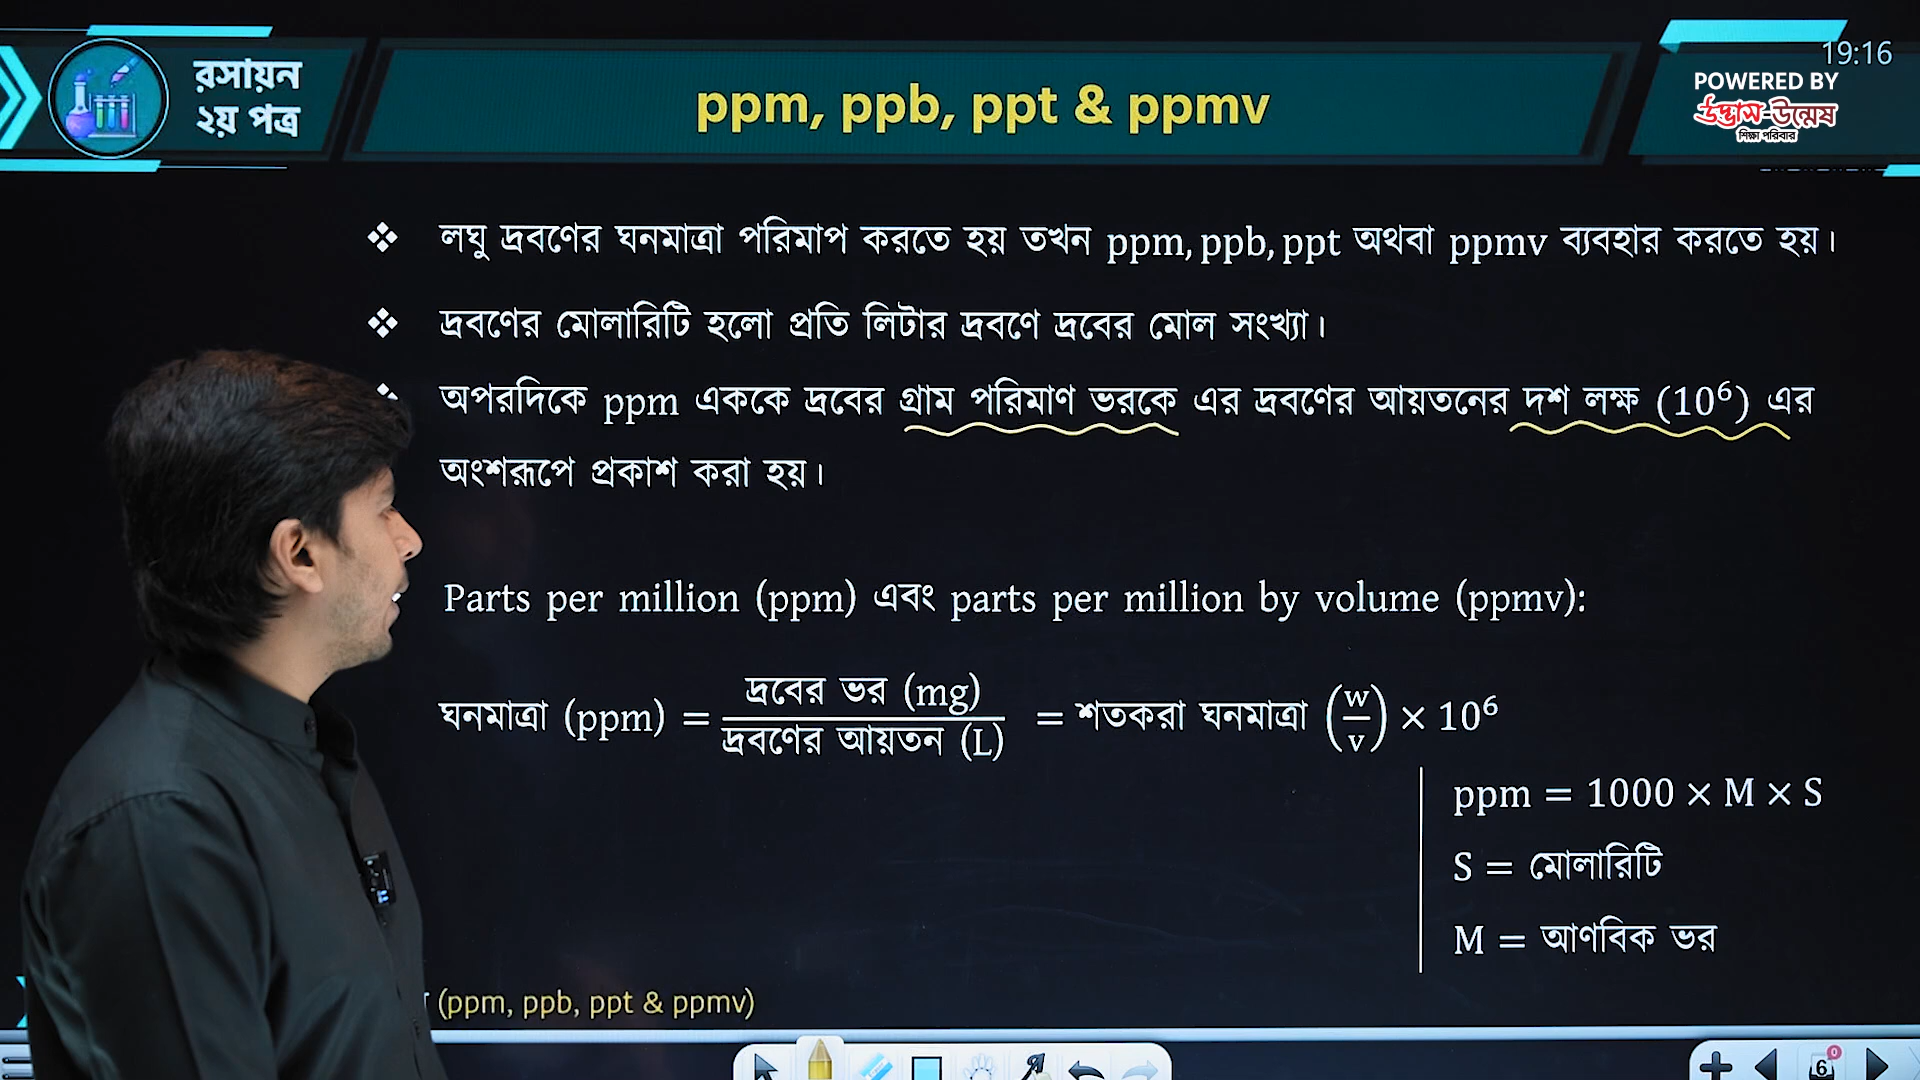 রসায়ন
২য় পত্র
ppm, ppb, ppt & ppmv
19:16
POWERED BY
উদ্ভাস-উন্মেষ
শিক্ষা পরিবার
❖ লঘু দ্রবণের ঘনমাত্রা পরিমাপ করতে হয় তখন ppm, ppb, ppt অথবা ppmv ব্যবহার করতে হয়।
❖ দ্রবণের মোলারিটি হলো প্রতি লিটার দ্রবণে দ্রবের মোল সংখ্যা।
অপরদিকে ppm এককে দ্রবের গ্রাম পরিমাণ ভরকে এর দ্রবণের আয়তনের দশ লক্ষ (10⁶) এর
অংশরূপে প্রকাশ করা হয়।
Parts per million (ppm) এবং parts per million by volume (ppmv):
ঘনমাত্রা (ppm) = দ্রবের ভর (mg) / দ্রবণের আয়তন (L) = শতকরা ঘনমাত্রা (w/v) × 10⁶
ppm = 1000 × M × S
S = মোলারিটি
M = আণবিক ভর
(ppm, ppb, ppt & ppmv)
6
0